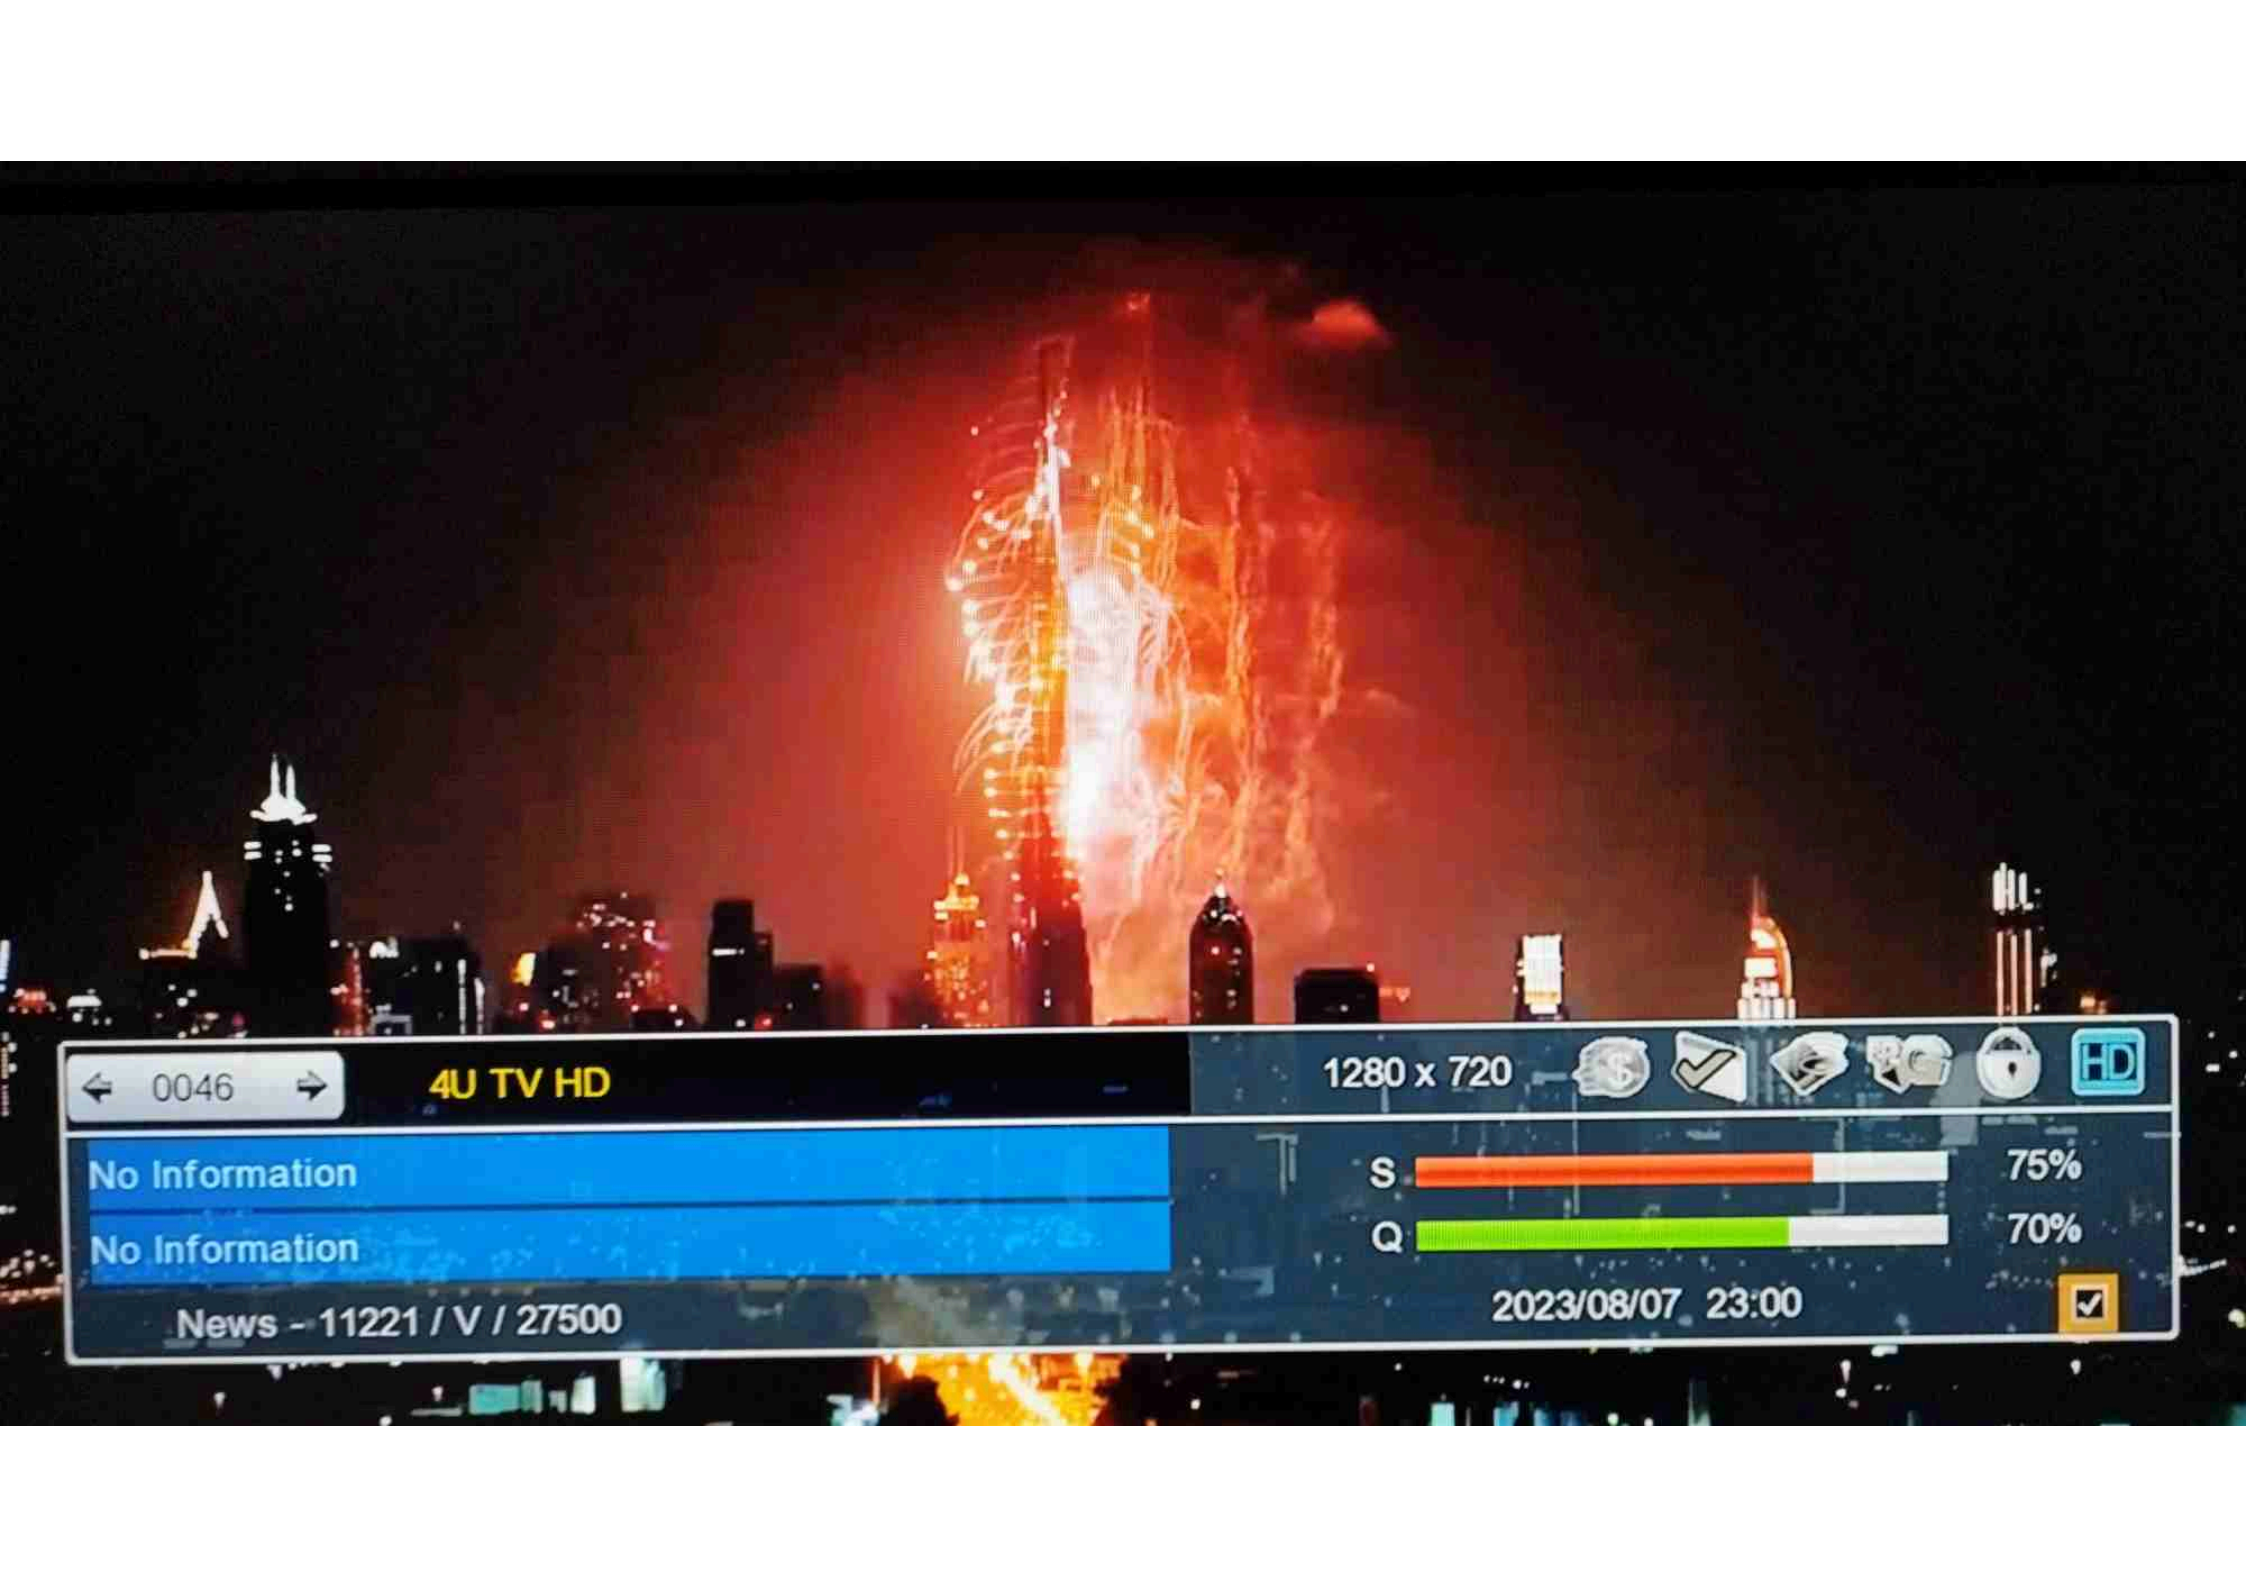 0046 4U TV HD 1280 x 720 HD
No Information
S 75%
No Information
Q 70%
News - 11221 / V / 27500 2023/08/07 23:00